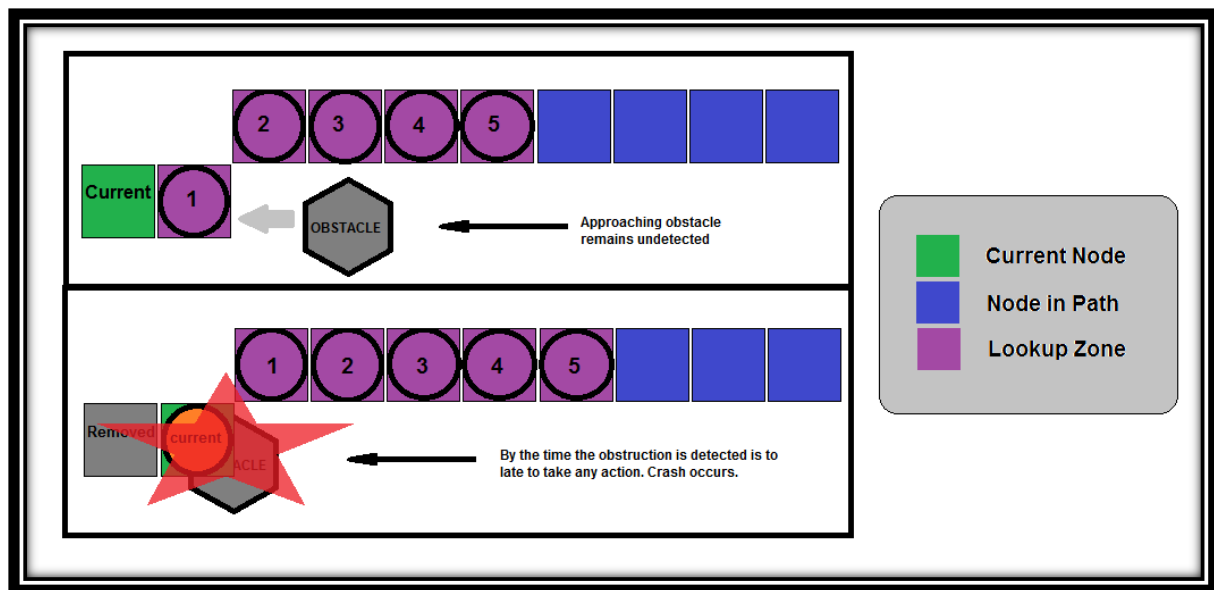 2 3 4 5
Current 1
OBSTACLE
Approaching obstacle
remains undetected
1 2 3 4 5
Removed current
ACLE
By the time the obstruction is detected is to
late to take any action. Crash occurs.
Current Node
Node in Path
Lookup Zone